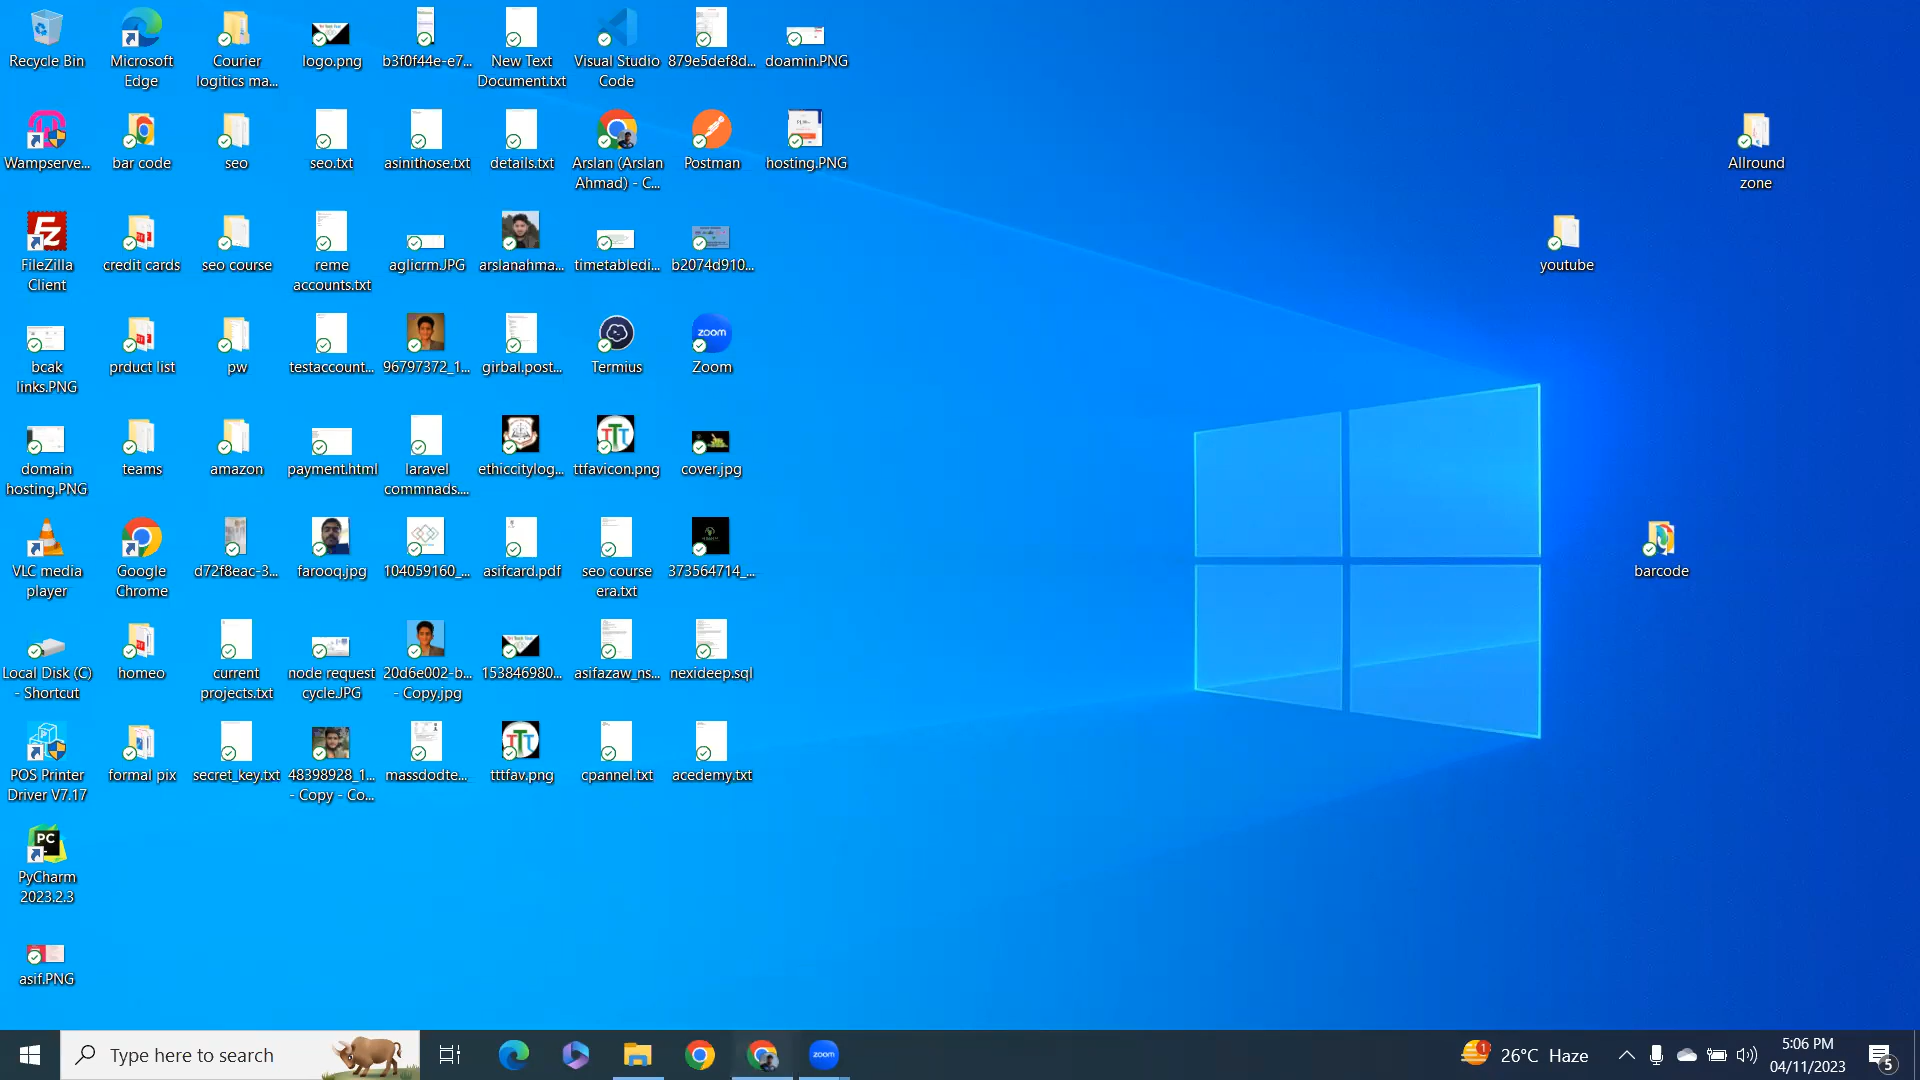 Recycle Bin
Microsoft
Edge
Courier
logitics ma...
logo.png
b3f0f44e-e7...
New Text
Document.txt
Visual Studio
Code
879e5def8d...
doamin.PNG
Wampserve...
bar code
seo
seo.txt
asinithose.txt
details.txt
Arslan (Arslan
Ahmad) - C...
Postman
hosting.PNG
Allround
zone
FileZilla
Client
credit cards
seo course
reme
accounts.txt
aglicrm.JPG
arslanahma...
timetabledi...
b2074d910...
youtube
bcak
links.PNG
prduct list
pw
testaccount...
96797372_1...
girbal.post...
Termius
zoom
Zoom
domain
hosting.PNG
teams
amazon
payment.html
laravel
commnads....
ethiccitylog...
ttfavicon.png
cover.jpg
VLC media
player
Google
Chrome
d72f8eac-3...
farooq.jpg
104059160_...
asifcard.pdf
seo course
era.txt
373564714_...
barcode
Local Disk (C)
- Shortcut
homeo
current
projects.txt
node request
cycle.JPG
20d6e002-b...
- Copy.jpg
153846980...
asifazaw_ns...
nexideep.sql
POS Printer
Driver V7.17
formal pix
secret_key.txt
48398928_1...
- Copy - Co...
massdodte...
tttfav.png
cpannel.txt
acedemy.txt
PC
PyCharm
2023.2.3
asif.PNG
Type here to search
zoom
1
26°C Haze
5:06 PM
04/11/2023
5